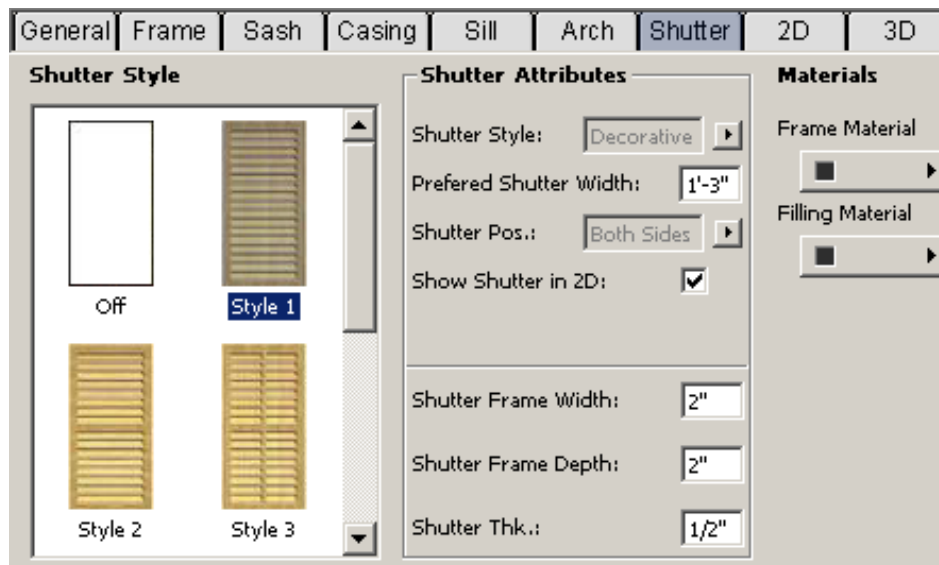 General Frame Sash Casing Sill Arch Shutter 2D 3D
Shutter Style
Off
Style 1
Style 2
Style 3
Shutter Attributes
Shutter Style: Decorative
Prefered Shutter Width: 1'-3"
Shutter Pos.: Both Sides
Show Shutter in 2D:
Shutter Frame Width: 2"
Shutter Frame Depth: 2"
Shutter Thk.: 1/2"
Materials
Frame Material
Filling Material